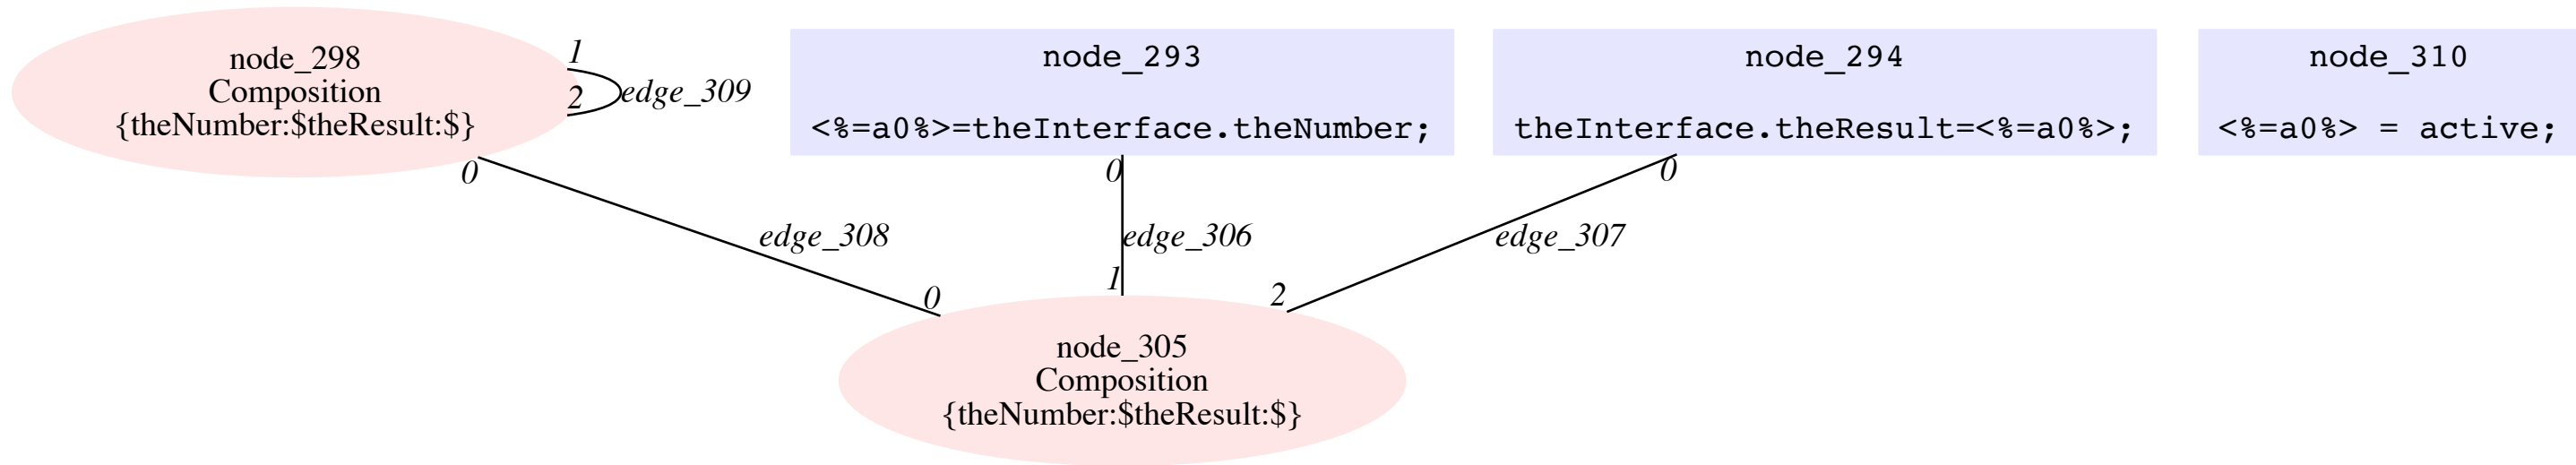 node_298
Composition
{theNumber:$theResult:$}
1
2
edge_309
0
node_293
<%=a0%>=theInterface.theNumber;
0
node_294
theInterface.theResult=<%=a0%>;
0
node_310
<%=a0%> = active;
edge_308
edge_306
edge_307
0
1
2
node_305
Composition
{theNumber:$theResult:$}